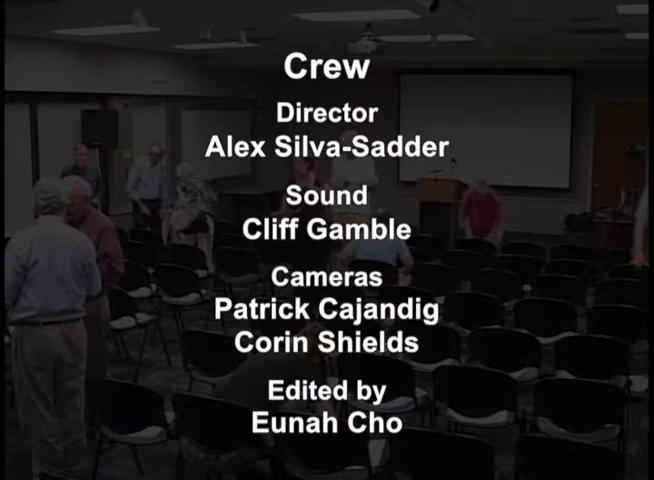 Crew
Director
Alex Silva-Sadder
Sound
Cliff Gamble
Cameras
Patrick Cajandig
Corin Shields
Edited by
Eunah Cho